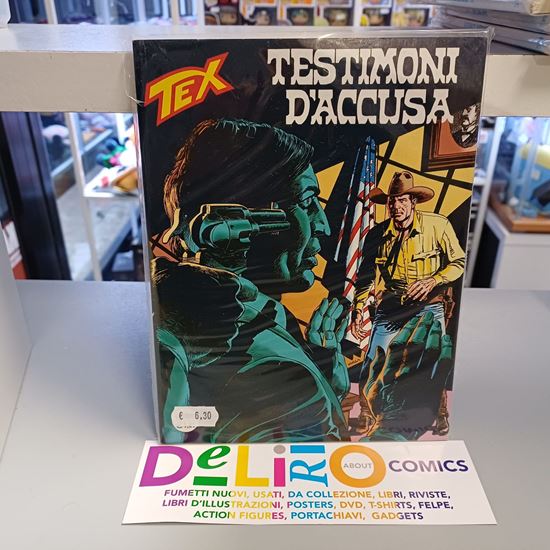 TEX
TESTIMONI
D'ACCUSA
€ 6,30
DeLiRiO ABOUT COMICS
FUMETTI NUOVI, USATI, DA COLLEZIONE, LIBRI, RIVISTE,
LIBRI D'ILLUSTRAZIONI, POSTERS, DVD, T-SHIRTS, FELPE,
ACTION FIGURES, PORTACHIAVI, GADGETS